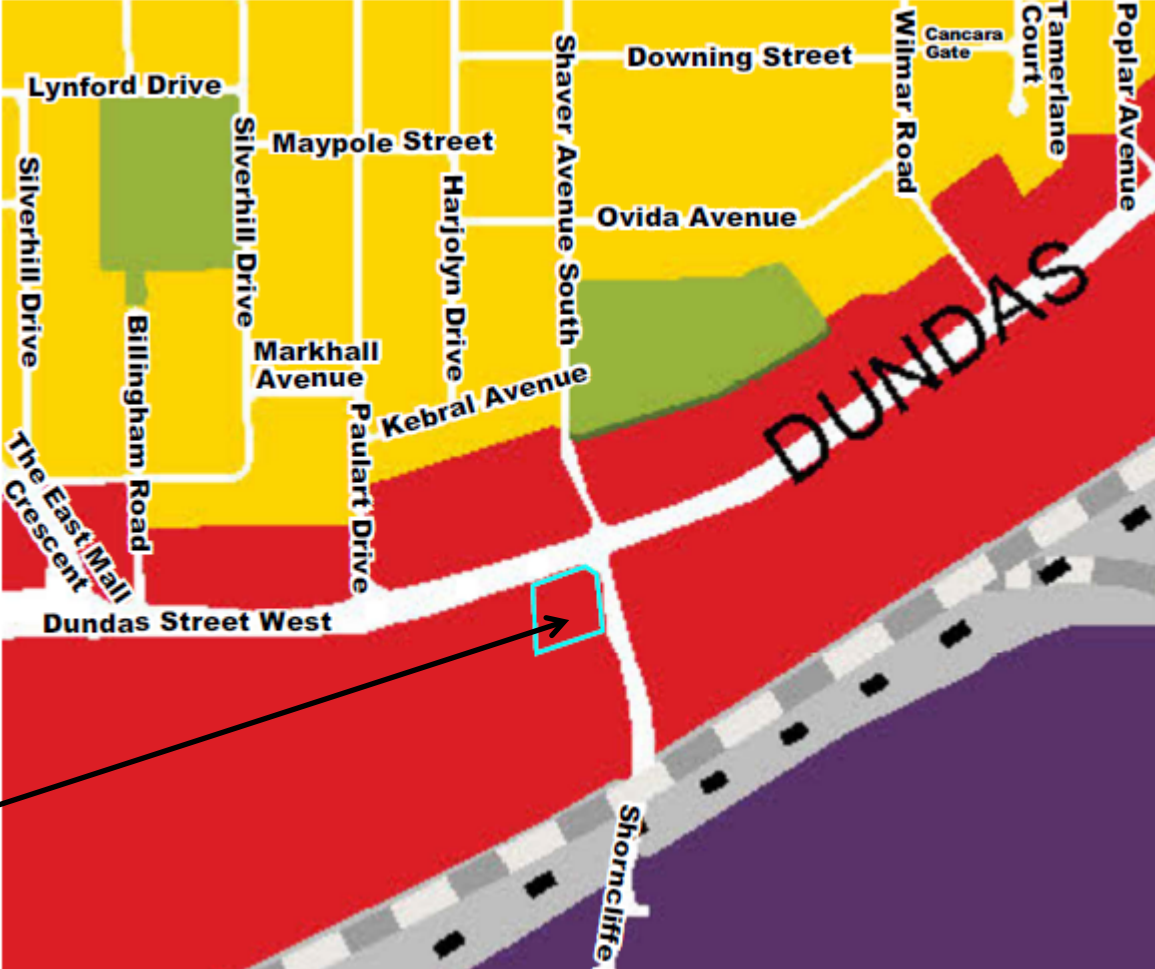 Lynford Drive
Downing Street
Cancara
Gate
Tamerlane
Court
Poplar Avenue
Wilmar Road
Shaver Avenue South
Maypole Street
Silverhill Drive
Silverhill Drive
Harjolyn Drive
Ovida Avenue
Billingham Road
Markhall
Avenue
Kebral Avenue
Paulart Drive
The East Mall
Crescent
DUNDAS
Dundas Street West
Shorncliffe